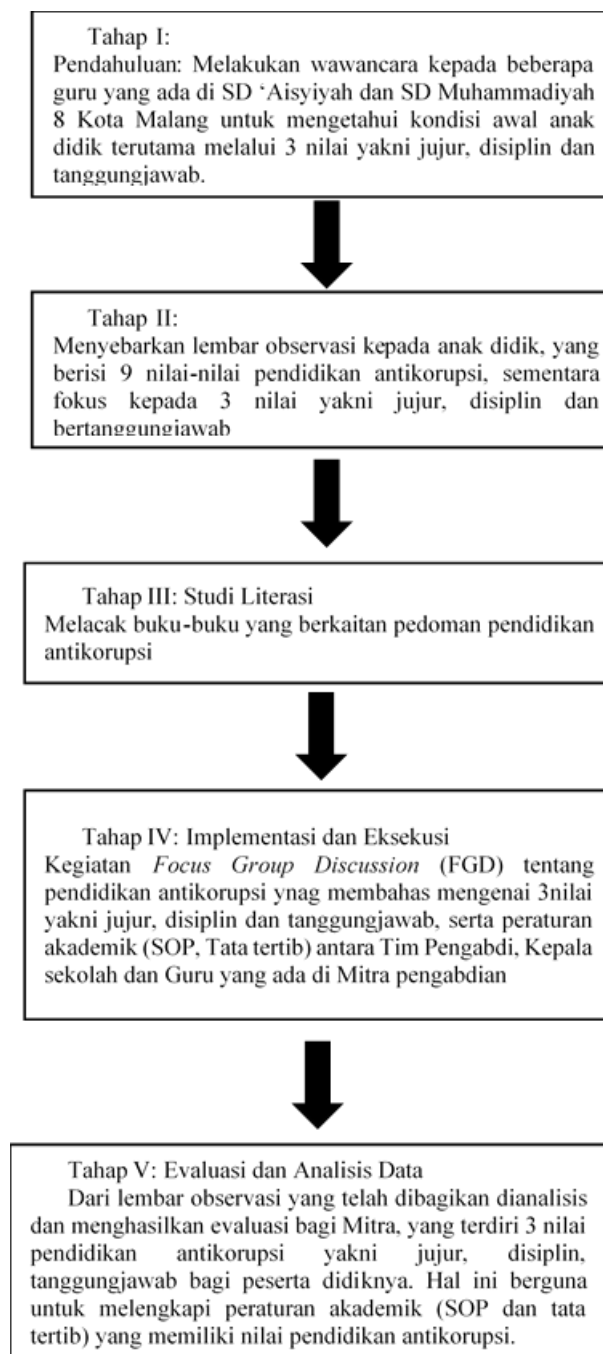 Tahap I:
Pendahuluan: Melakukan wawancara kepada beberapa
guru yang ada di SD ‘Aisyiyah dan SD Muhammadiyah
8 Kota Malang untuk mengetahui kondisi awal anak
didik terutama melalui 3 nilai yakni jujur, disiplin dan
tanggungjawab.
Tahap II:
Menyebarkan lembar observasi kepada anak didik, yang
berisi 9 nilai-nilai pendidikan antikorupsi, sementara
fokus kepada 3 nilai yakni jujur, disiplin dan
bertanggungjawab
Tahap III: Studi Literasi
Melacak buku-buku yang berkaitan pedoman pendidikan
antikorupsi
Tahap IV: Implementasi dan Eksekusi
Kegiatan Focus Group Discussion (FGD) tentang
pendidikan antikorupsi ynag membahas mengenai 3nilai
yakni jujur, disiplin dan tanggungjawab, serta peraturan
akademik (SOP, Tata tertib) antara Tim Pengabdi, Kepala
sekolah dan Guru yang ada di Mitra pengabdian
Tahap V: Evaluasi dan Analisis Data
Dari lembar observasi yang telah dibagikan dianalisis
dan menghasilkan evaluasi bagi Mitra, yang terdiri 3 nilai
pendidikan antikorupsi yakni jujur, disiplin,
tanggungjawab bagi peserta didiknya. Hal ini berguna
untuk melengkapi peraturan akademik (SOP dan tata
tertib) yang memiliki nilai pendidikan antikorupsi.